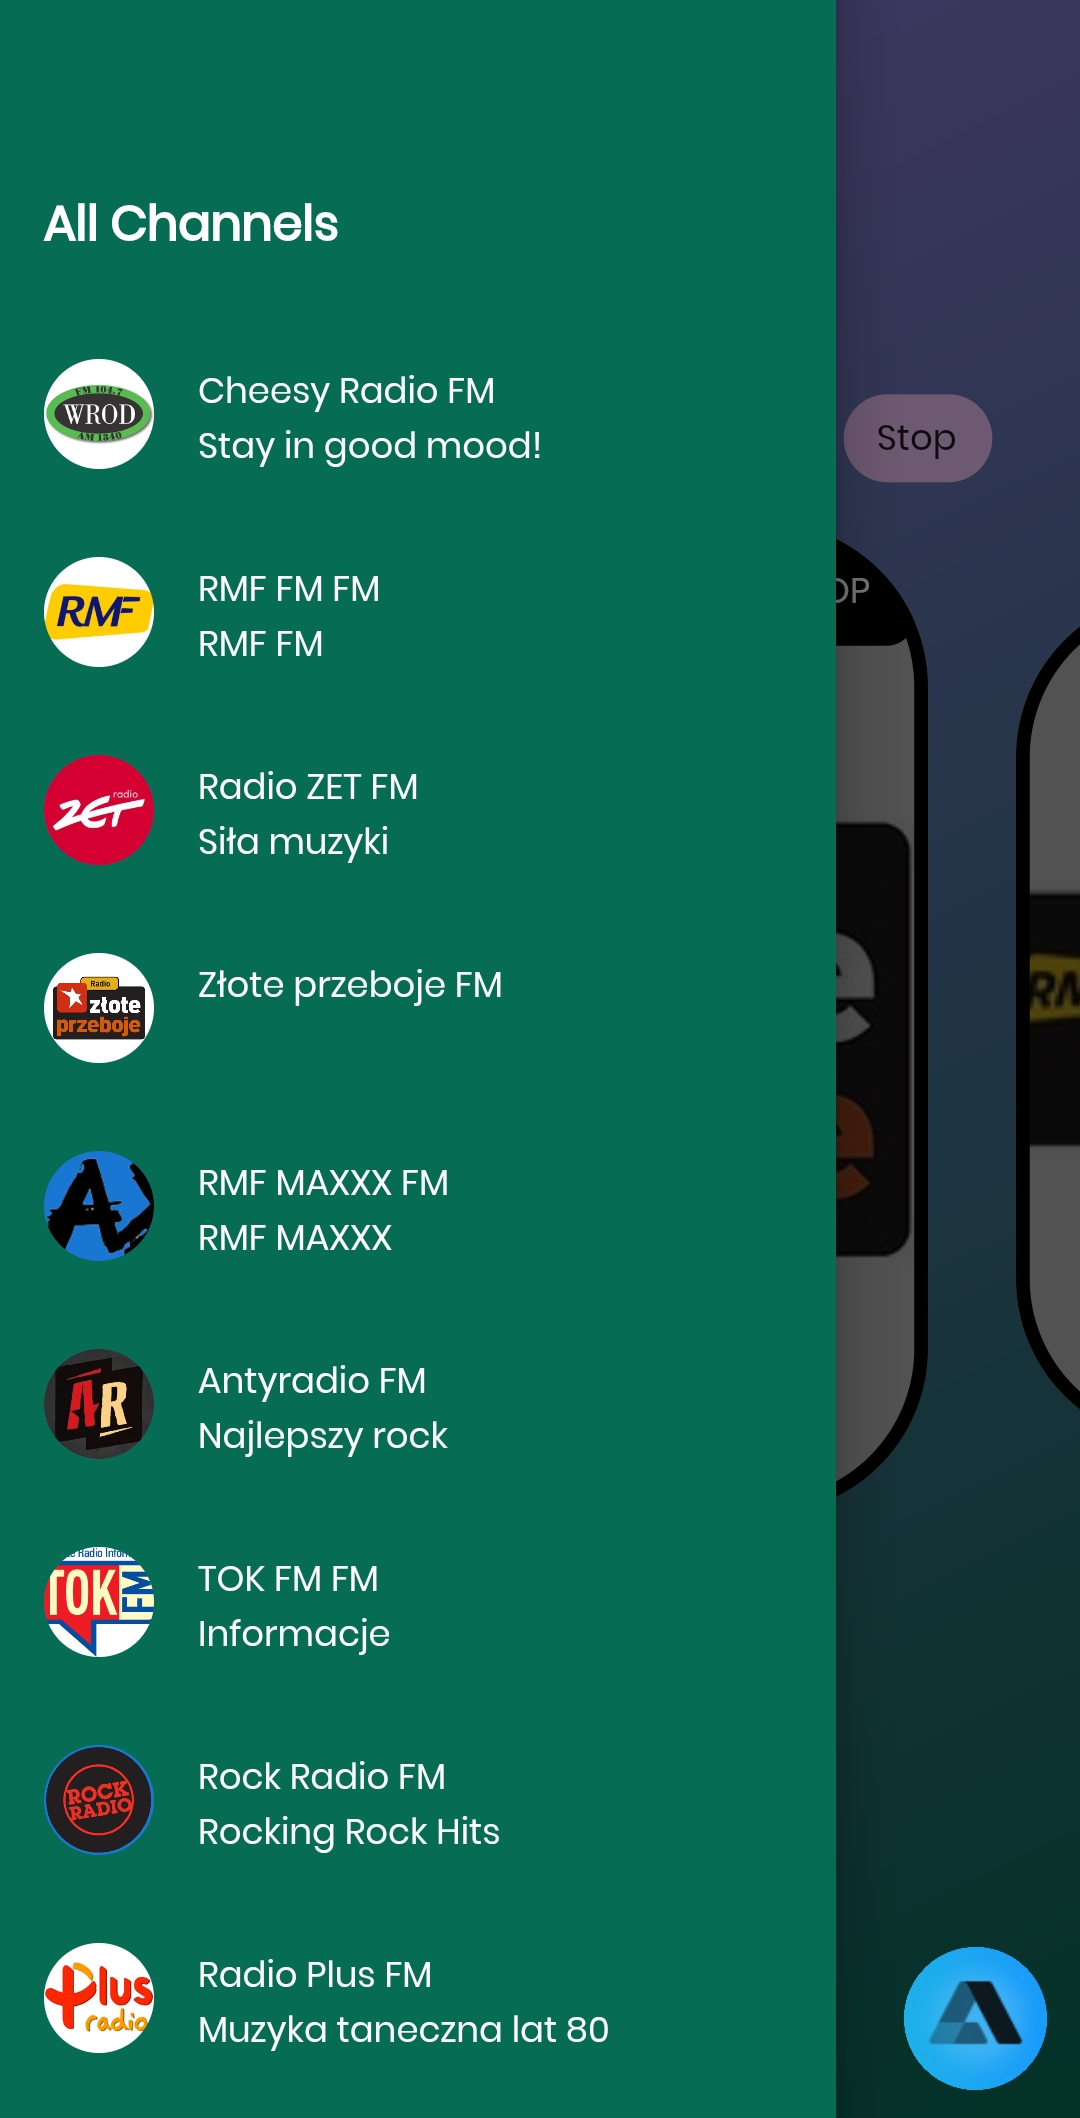 All Channels
FM 104.7
WROD
AM 1340
Cheesy Radio FM
Stay in good mood!
Stop
RMF
RMF FM FM
RMF FM
OP
radio
ZET
Radio ZET FM
Siła muzyki
Radio
złote
przeboje
Złote przeboje FM
e
e
RM
A
RMF MAXXX FM
RMF MAXXX
AR
Antyradio FM
Najlepszy rock
TOK FM
TOK FM FM
Informacje
ROCK
RADIO
Rock Radio FM
Rocking Rock Hits
Plus
radio
Radio Plus FM
Muzyka taneczna lat 80